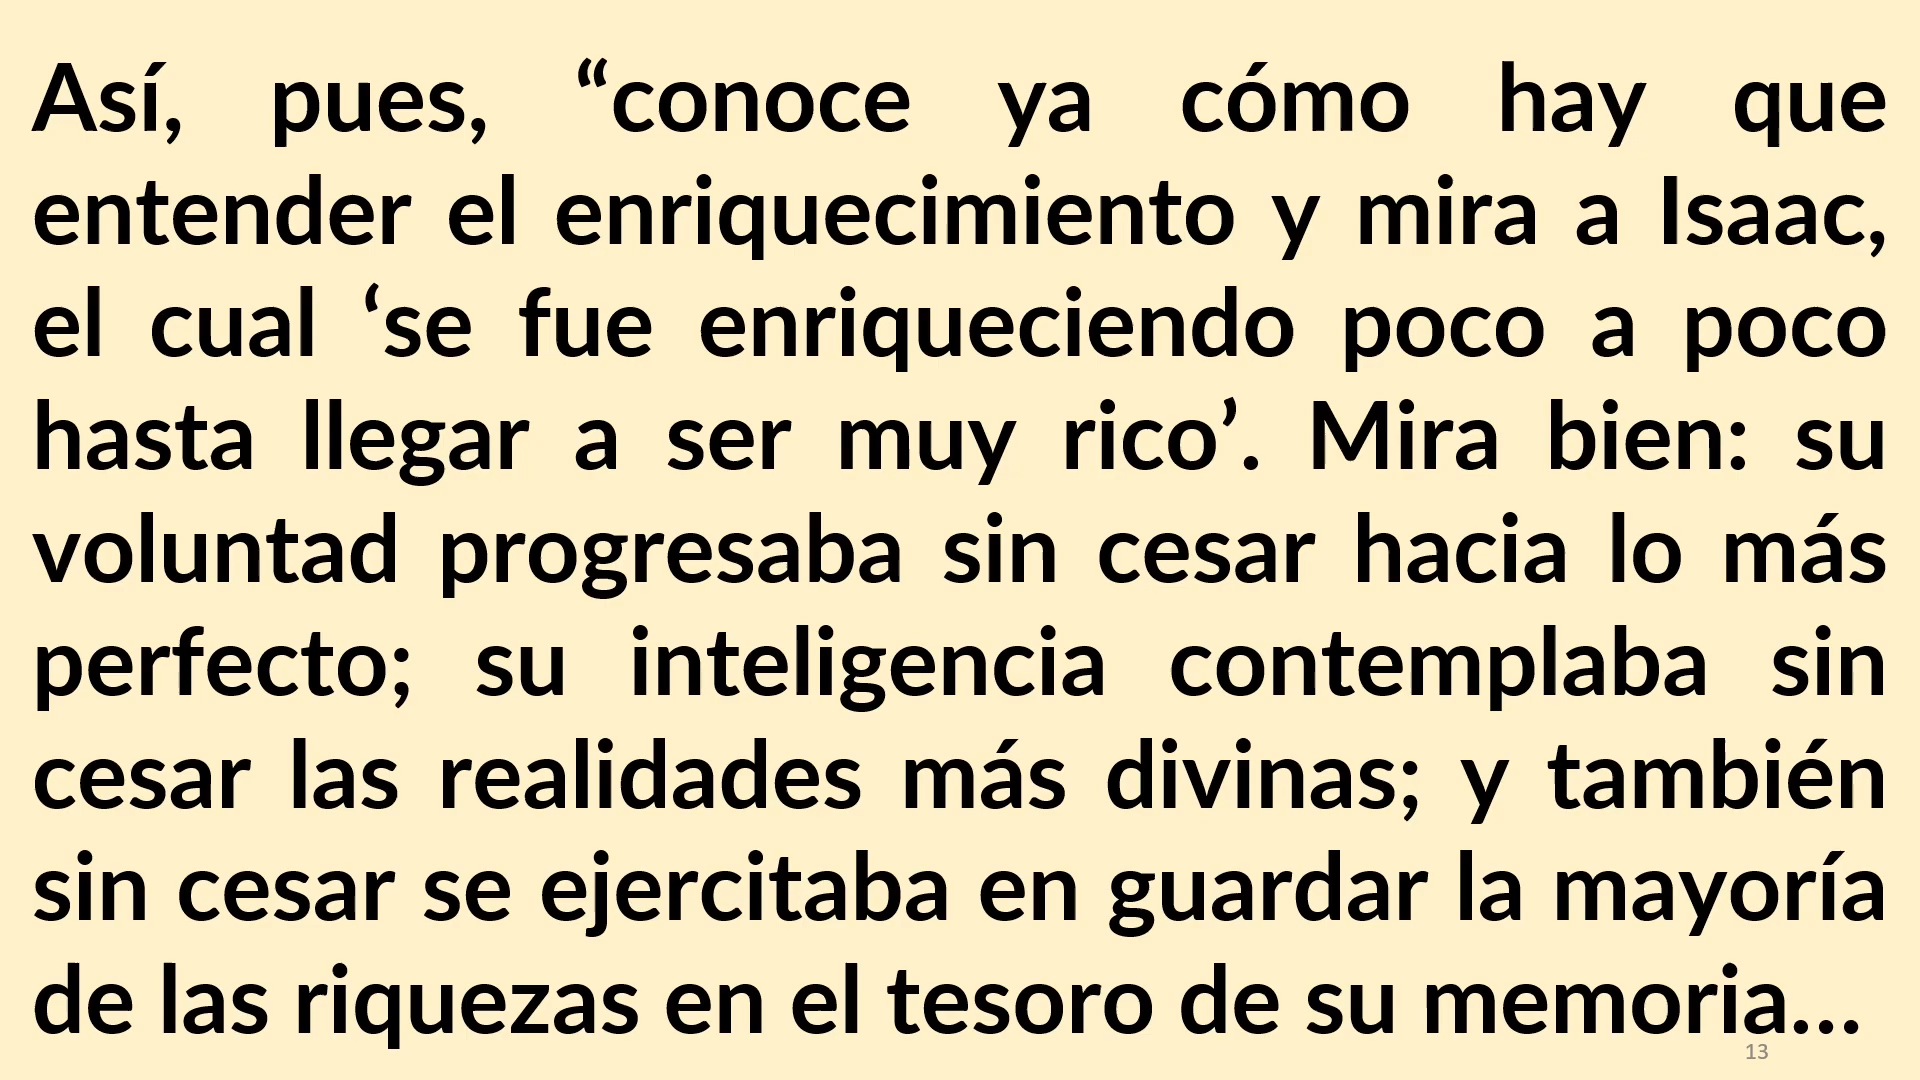 Así, pues, “conoce ya cómo hay que
entender el enriquecimiento y mira a Isaac,
el cual ‘se fue enriqueciendo poco a poco
hasta llegar a ser muy rico’. Mira bien: su
voluntad progresaba sin cesar hacia lo más
perfecto; su inteligencia contemplaba sin
cesar las realidades más divinas; y también
sin cesar se ejercitaba en guardar la mayoría
de las riquezas en el tesoro de su memoria…
13